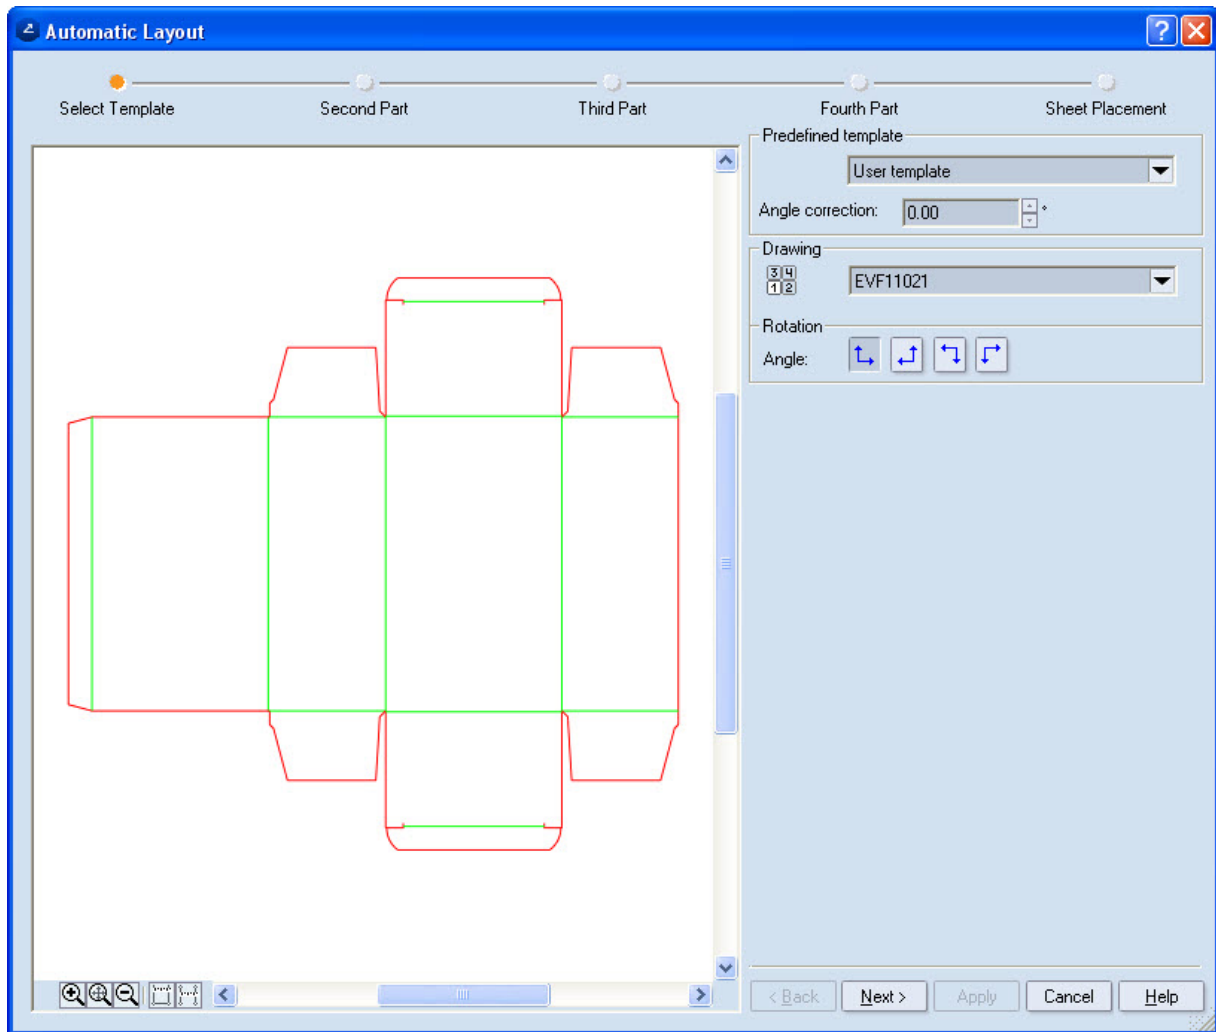 Automatic Layout
Select Template
Second Part
Third Part
Fourth Part
Sheet Placement
Predefined template
User template
Angle correction: 0.00 °
Drawing
3 4
1 2
EVF11021
Rotation
Angle:
< Back
Next >
Apply
Cancel
Help